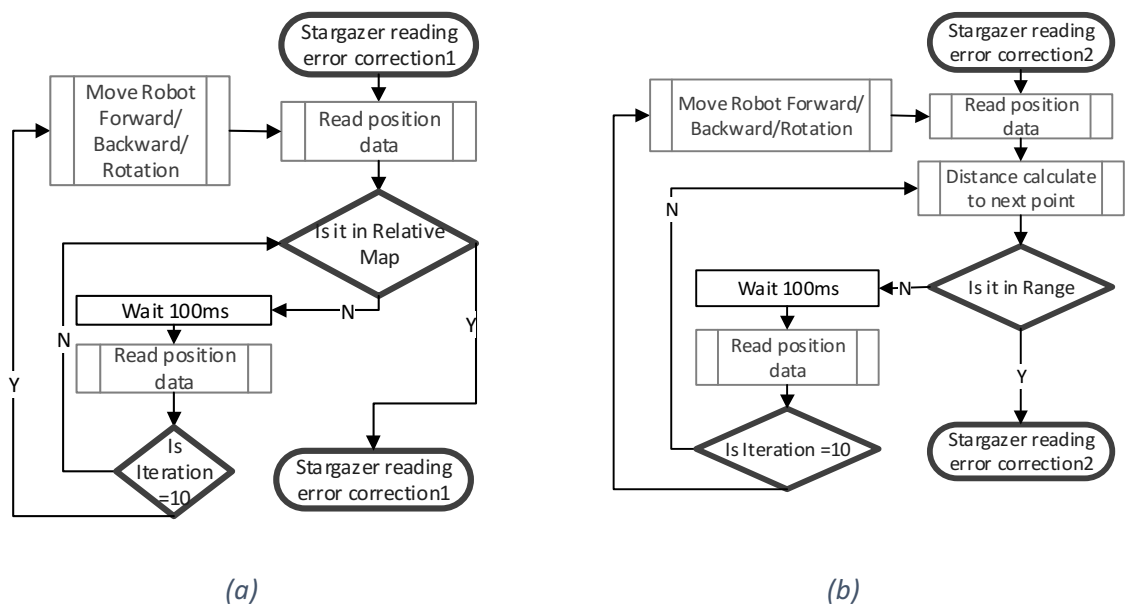 Stargazer reading
error correction1
Move Robot
Forward/
Backward/
Rotation
Read position
data
Is it in Relative
Map
Wait 100ms
N
Y
N
Read position
data
Y
Is
Iteration
=10
Stargazer reading
error correction1
(a)
Stargazer reading
error correction2
Move Robot Forward/
Backward/Rotation
Read position
data
Distance calculate
to next point
N
Wait 100ms
N
Is it in Range
Read position
data
Y
Is Iteration =10
Stargazer reading
error correction2
(b)